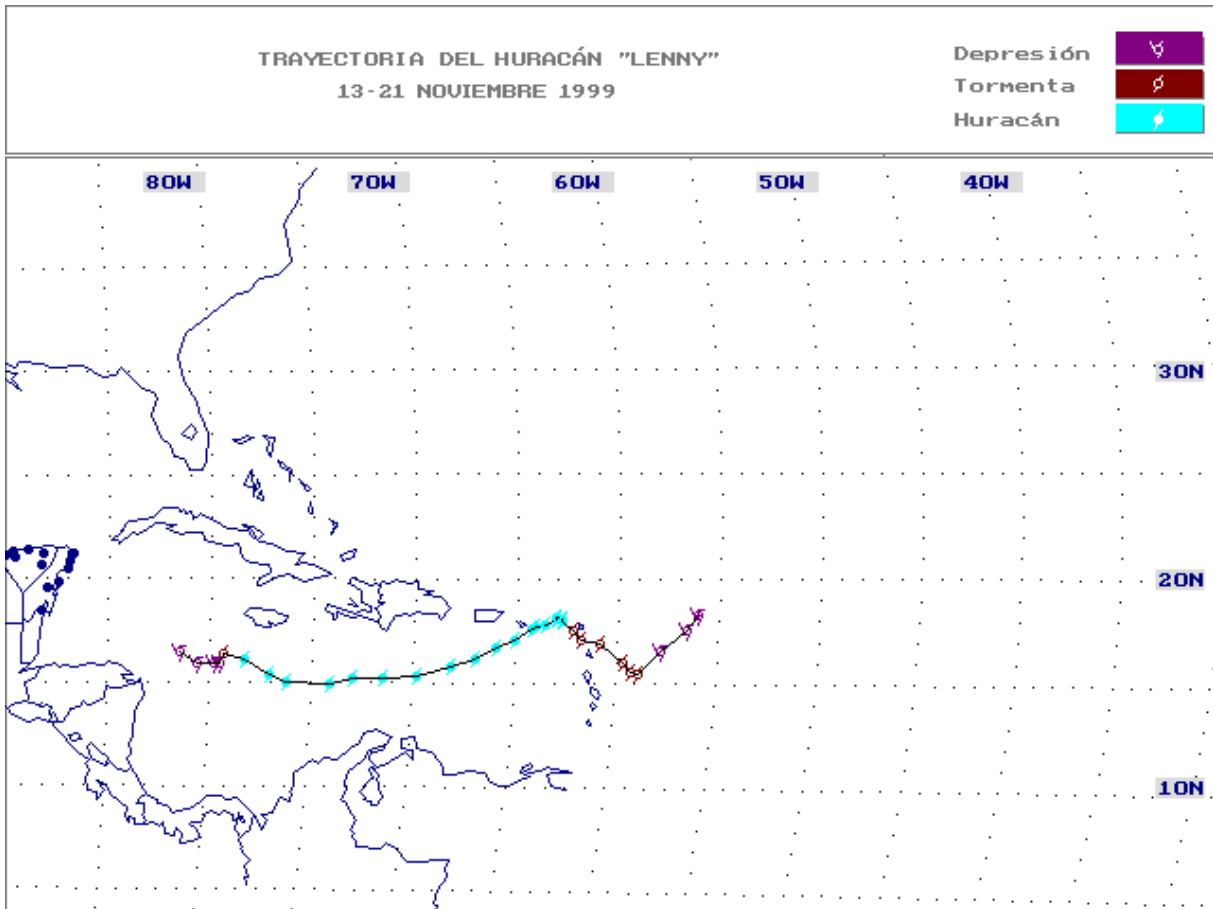 TRAYECTORIA DEL HURACÁN "LENNY"
13-21 NOVIEMBRE 1999
Depresión
Tormenta
Huracán
80W 70W 60W 50W 40W
30N
20N
10N